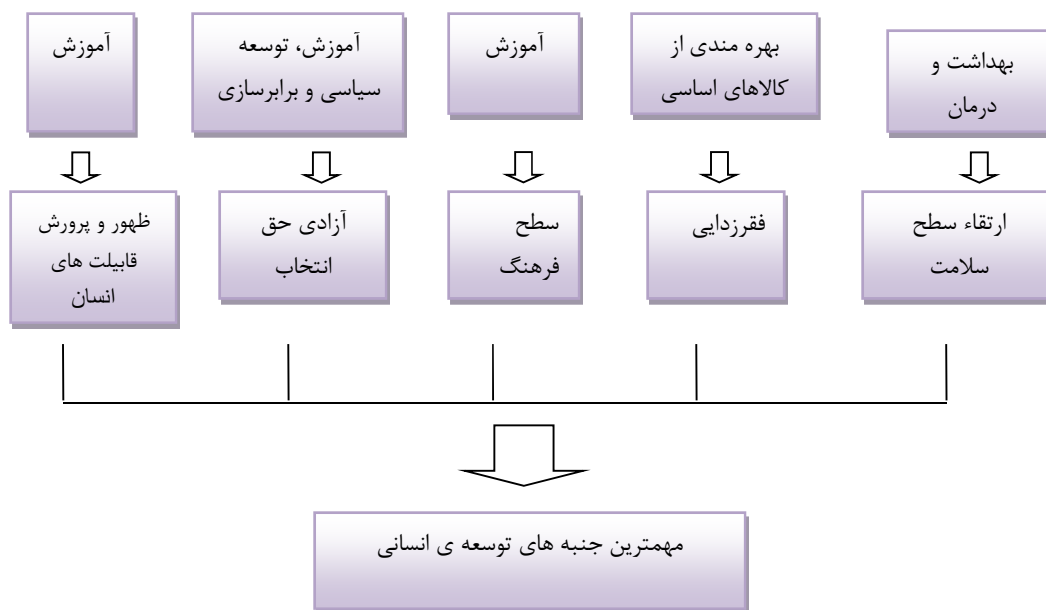 بهداشت و
درمان
بهره مندی از
کالاهای اساسی
آموزش
آموزش، توسعه
سیاسی و برابرسازی
آموزش
ارتقاء سطح
سلامت
فقرزدایی
سطح
فرهنگ
آزادی حق
انتخاب
ظهور و پرورش
قابیلت های
انسان
مهمترین جنبه های توسعه ی انسانی